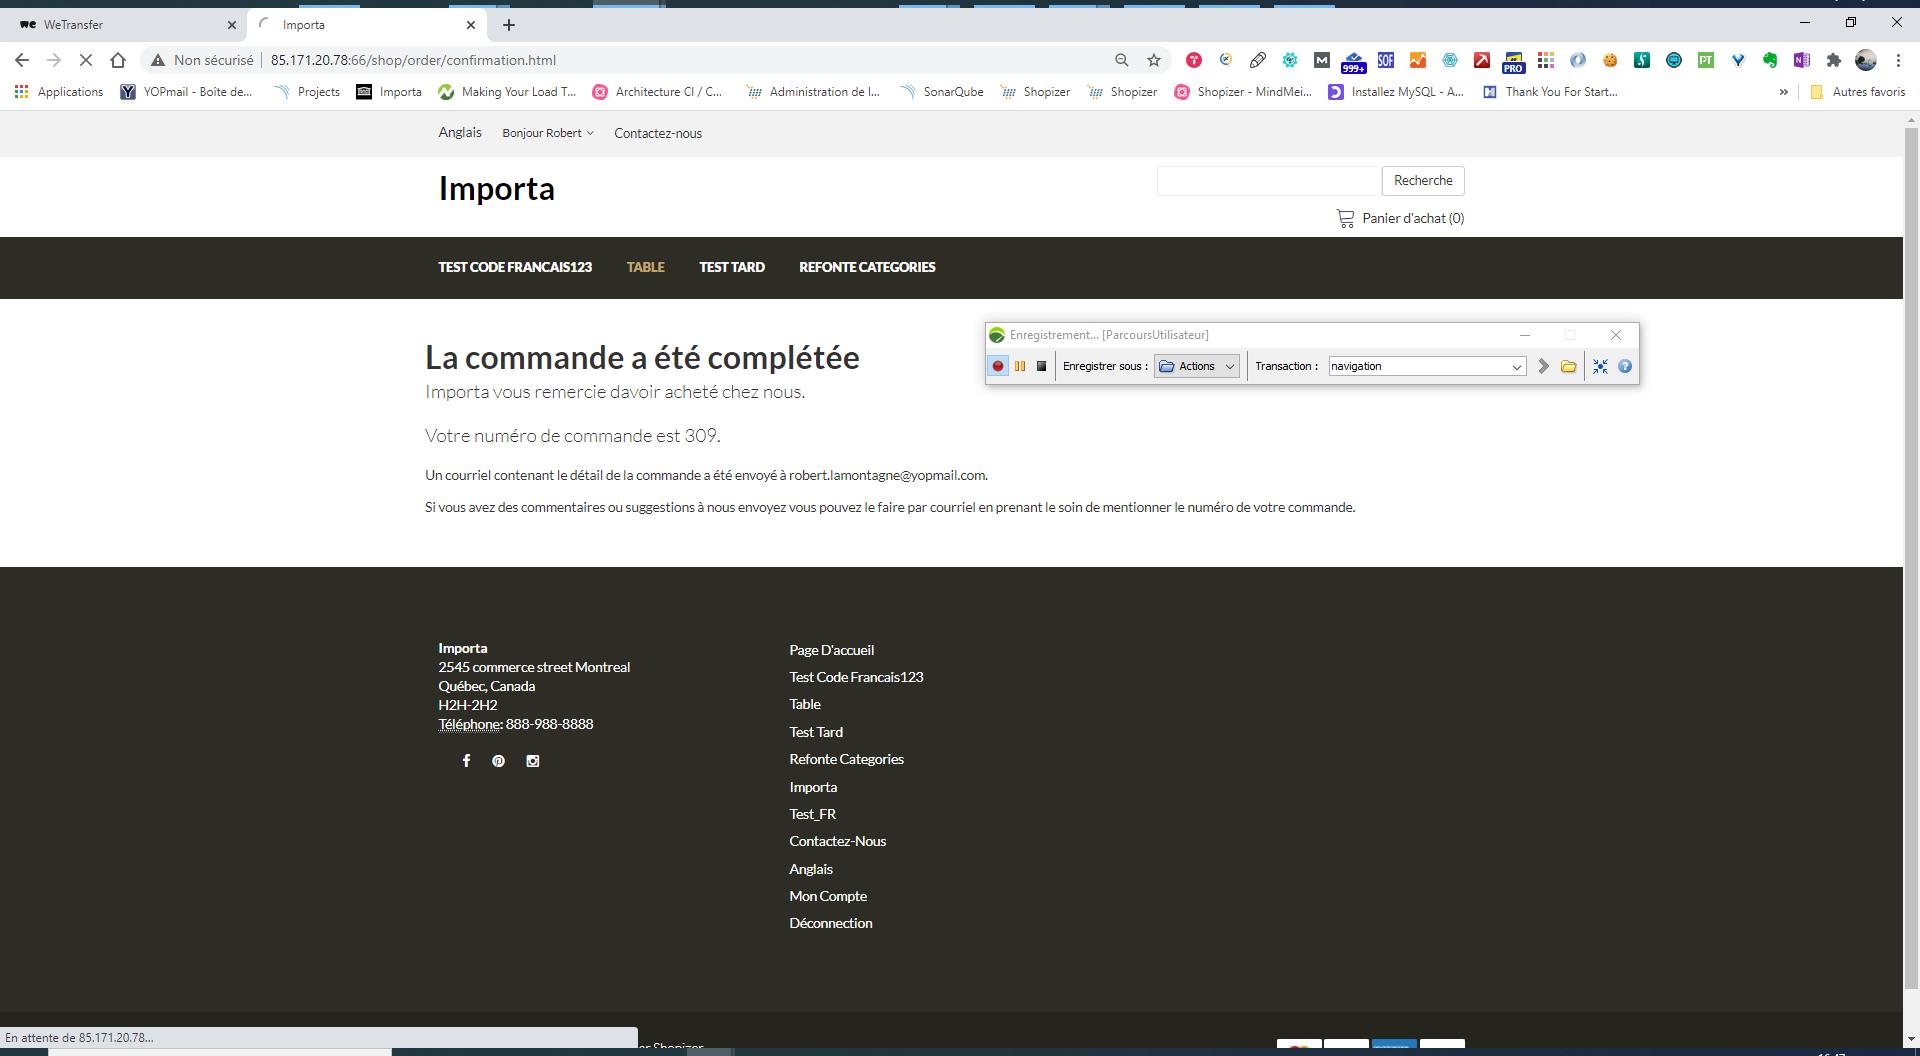 WeTransfer
Importa
Non sécurisé
85.171.20.78:66/shop/order/confirmation.html
M
999+
SOF
PRO
PT
Applications
YOPmail - Boîte de...
Projects
Importa
Making Your Load T...
Architecture CI / C...
Administration de l...
SonarQube
Shopizer
Shopizer
Shopizer - MindMei...
Installez MySQL - A...
Thank You For Start...
»
Autres favoris
Anglais
Bonjour Robert
Contactez-nous
Importa
Recherche
Panier d'achat (0)
TEST CODE FRANCAIS123
TABLE
TEST TARD
REFONTE CATEGORIES
Enregistrement... [ParcoursUtilisateur]
Enregistrer sous :
Actions
Transaction :
navigation
La commande a été complétée
Importa vous remercie davoir acheté chez nous.
Votre numéro de commande est 309.
Un courriel contenant le détail de la commande a été envoyé à robert.lamontagne@yopmail.com.
Si vous avez des commentaires ou suggestions à nous envoyez vous pouvez le faire par courriel en prenant le soin de mentionner le numéro de votre commande.
Importa
2545 commerce street Montreal
Québec, Canada
H2H-2H2
Téléphone: 888-988-8888
Page D'accueil
Test Code Francais123
Table
Test Tard
Refonte Categories
Importa
Test_FR
Contactez-Nous
Anglais
Mon Compte
Déconnection
En attente de 85.171.20.78...
Shopizer